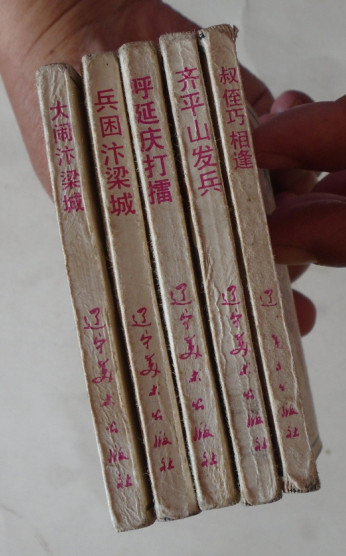 大闹汴梁城
辽宁美术出版社
兵困汴梁城
辽宁美术出版社
呼延庆打擂
辽宁美术出版社
齐平山发兵
辽宁美术出版社
叔侄巧相逢
辽宁美术出版社